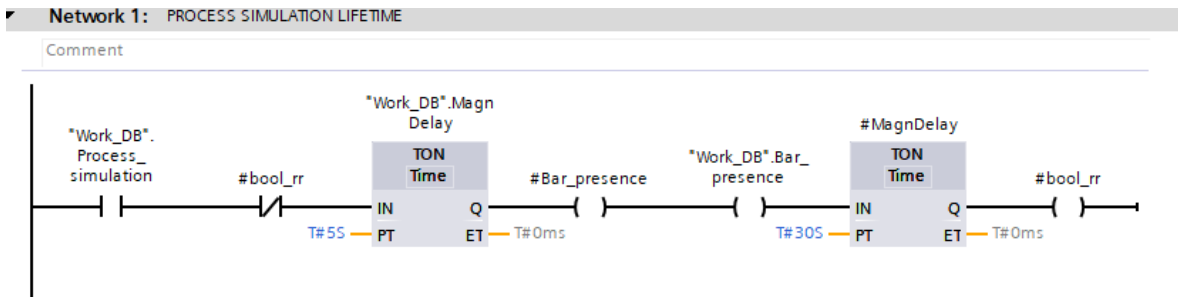 Network 1: PROCESS SIMULATION LIFETIME
Comment
"Work_DB".
Process_
simulation
#bool_rr
"Work_DB".Magn
Delay
TON
Time
IN
Q
T#5S
PT
ET
T#0ms
#Bar_presence
"Work_DB".Bar_
presence
#MagnDelay
TON
Time
IN
Q
T#30S
PT
ET
T#0ms
#bool_rr